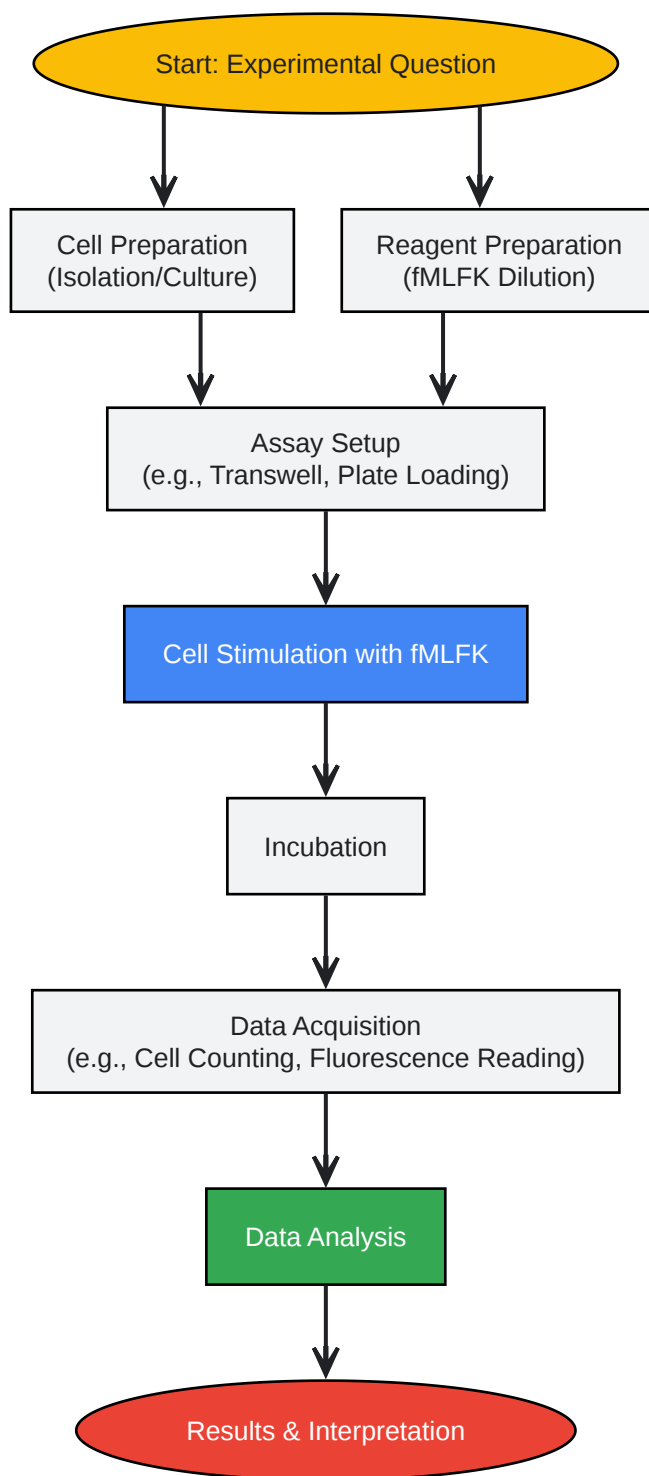 Start: Experimental Question
Cell Preparation
(Isolation/Culture)
Reagent Preparation
(fMLFK Dilution)
Assay Setup
(e.g., Transwell, Plate Loading)
Cell Stimulation with fMLFK
Incubation
Data Acquisition
(e.g., Cell Counting, Fluorescence Reading)
Data Analysis
Results & Interpretation